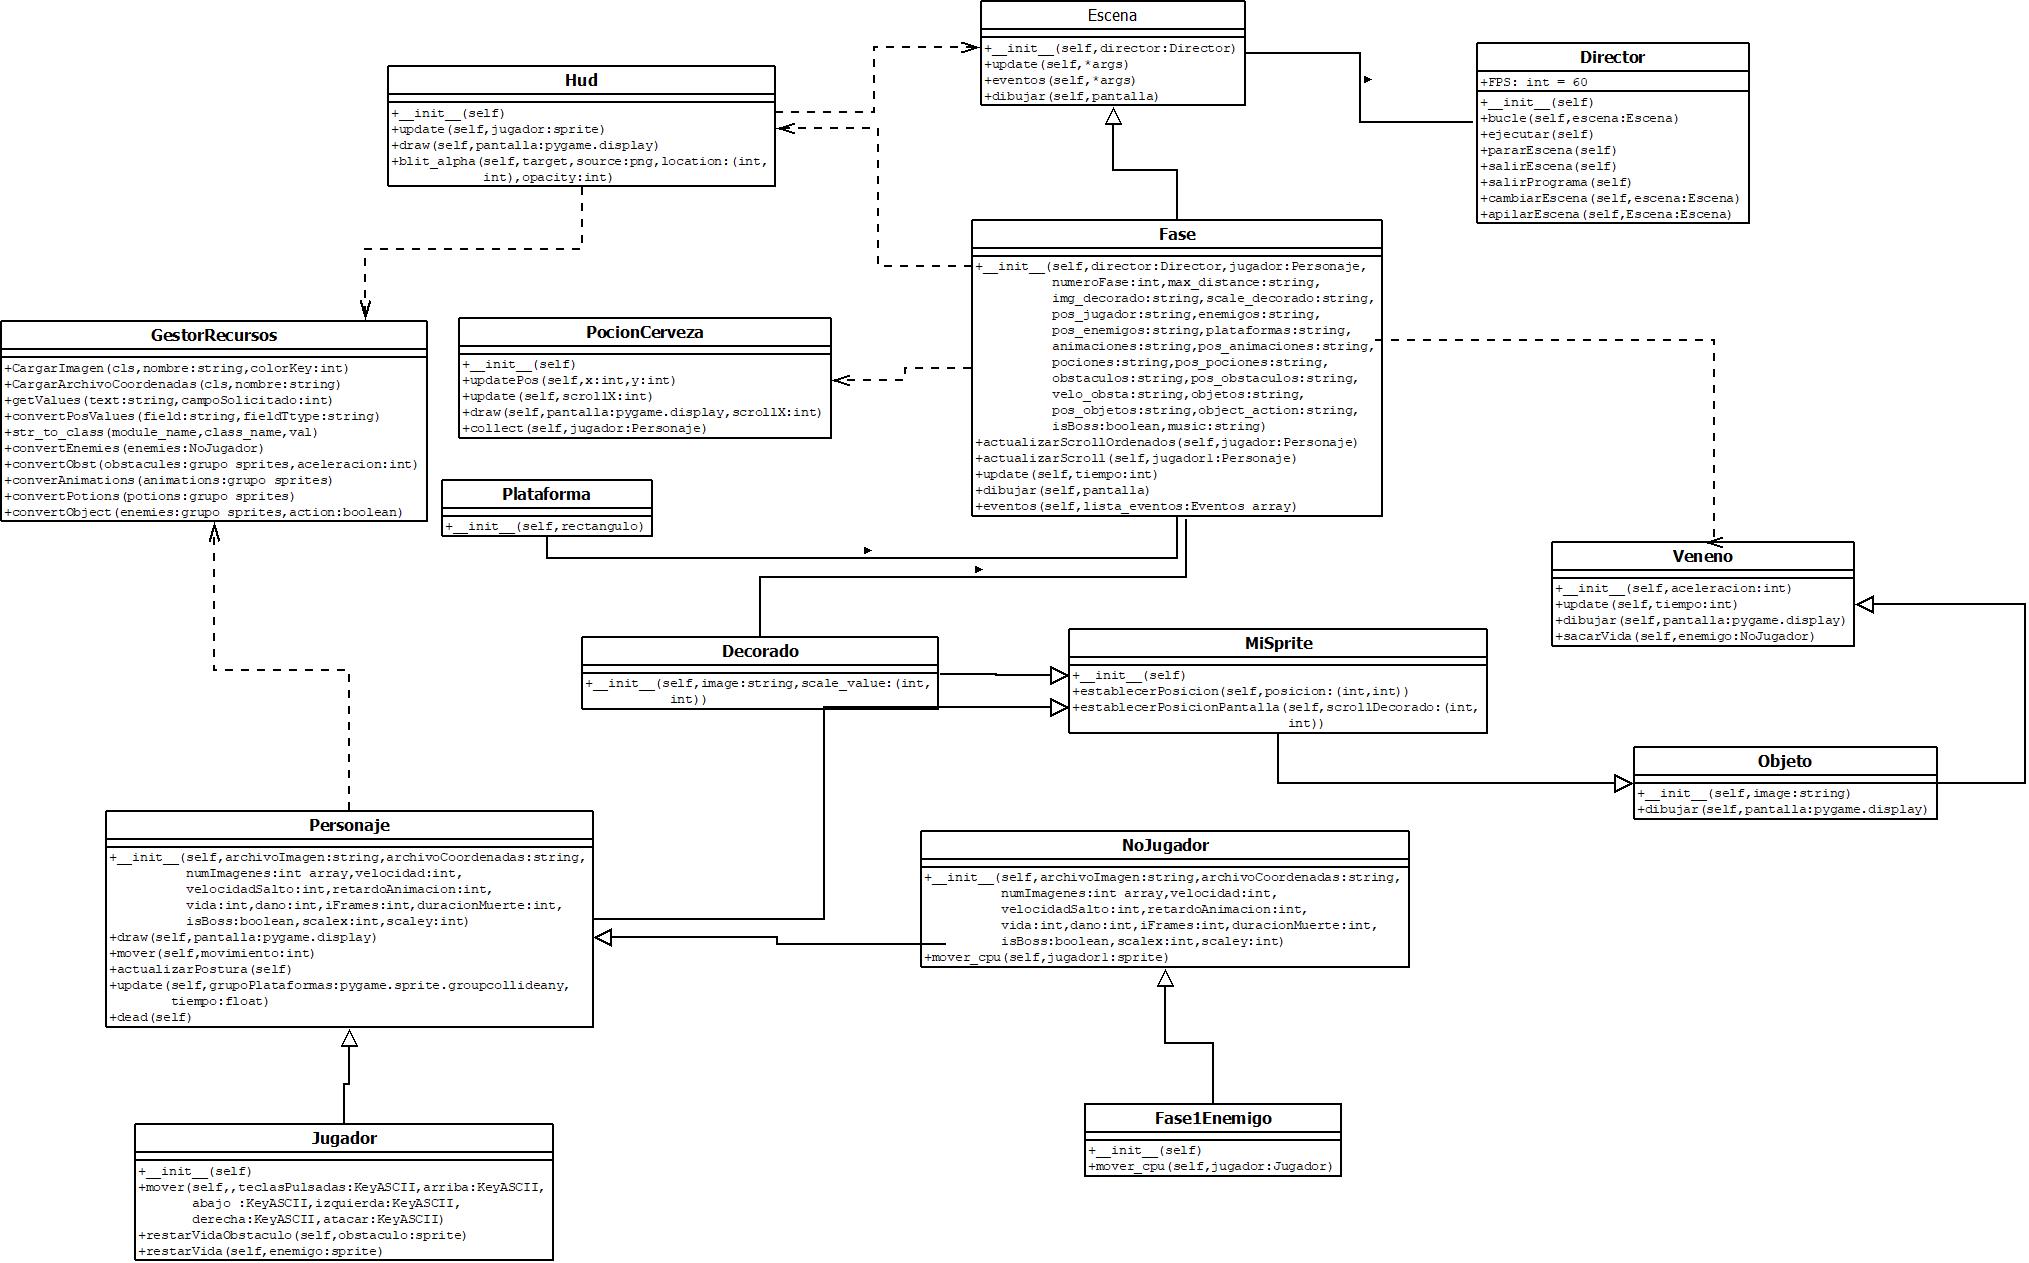 Escena
+__init__(self,director:Director)
+update(self,*args)
+eventos(self,*args)
+dibujar(self,pantalla)
Director
+FPS: int = 60
+__init__(self)
+bucle(self,escena:Escena)
+ejecutar(self)
+pararEscena(self)
+salirEscena(self)
+salirPrograma(self)
+cambiarEscena(self,escena:Escena)
+apilarEscena(self,Escena:Escena)
Hud
+__init__(self)
+update(self,jugador:sprite)
+draw(self,pantalla:pygame.display)
+blit_alpha(self,target,source:png,location:(int,
int),opacity:int)
Fase
+__init__(self,director:Director,jugador:Personaje,
numeroFase:int,max_distance:string,
img_decorado:string,scale_decorado:string,
pos_jugador:string,enemigos:string,
pos_enemigos:string,plataformas:string,
animaciones:string,pos_animaciones:string,
pociones:string,pos_pociones:string,
obstaculos:string,pos_obstaculos:string,
velo_obsta:string,objetos:string,
pos_objetos:string,object_action:string,
isBoss:boolean,music:string)
+actualizarScrollOrdenados(self,jugador:Personaje)
+actualizarScroll(self,jugador1:Personaje)
+update(self,tiempo:int)
+dibujar(self,pantalla)
+eventos(self,lista_eventos:Eventos array)
GestorRecursos
+CargarImagen(cls,nombre:string,colorKey:int)
+CargarArchivoCoordenadas(cls,nombre:string)
+getValues(text:string,campoSolicitado:int)
+convertPosValues(field:string,fieldTtype:string)
+str_to_class(module_name,class_name,val)
+convertEnemies(enemies:NoJugador)
+convertObst(obstacules:grupo sprites,aceleracion:int)
+converAnimations(animations:grupo sprites)
+convertPotions(potions:grupo sprites)
+convertObject(enemies:grupo sprites,action:boolean)
PocionCerveza
+__init__(self)
+updatePos(self,x:int,y:int)
+update(self,scrollX:int)
+draw(self,pantalla:pygame.display,scrollX:int)
+collect(self,jugador:Personaje)
Plataforma
+__init__(self,rectangulo)
Veneno
+__init__(self,aceleracion:int)
+update(self,tiempo:int)
+dibujar(self,pantalla:pygame.display)
+sacarVida(self,enemigo:NoJugador)
Decorado
+__init__(self,image:string,scale_value:(int,
int))
MiSprite
+__init__(self)
+establecerPosicion(self,posicion:(int,int))
+establecerPosicionPantalla(self,scrollDecorado:(int,
int))
Objeto
+__init__(self,image:string)
+dibujar(self,pantalla:pygame.display)
Personaje
+__init__(self,archivoImagen:string,archivoCoordenadas:string,
numImagenes:int array,velocidad:int,
velocidadSalto:int,retardoAnimacion:int,
vida:int,dano:int,iFrames:int,duracionMuerte:int,
isBoss:boolean,scalex:int,scaley:int)
+draw(self,pantalla:pygame.display)
+mover(self,movimiento:int)
+actualizarPostura(self)
+update(self,grupoPlataformas:pygame.sprite.groupcollideany,
tiempo:float)
+dead(self)
NoJugador
+__init__(self,archivoImagen:string,archivoCoordenadas:string,
numImagenes:int array,velocidad:int,
velocidadSalto:int,retardoAnimacion:int,
vida:int,dano:int,iFrames:int,duracionMuerte:int,
isBoss:boolean,scalex:int,scaley:int)
+mover_cpu(self,jugador1:sprite)
Fase1Enemigo
+__init__(self)
+mover_cpu(self,jugador:Jugador)
Jugador
+__init__(self)
+mover(self,,teclasPulsadas:KeyASCII,arriba:KeyASCII,
abajo :KeyASCII,izquierda:KeyASCII,
derecha:KeyASCII,atacar:KeyASCII)
+restarVidaObstaculo(self,obstaculo:sprite)
+restarVida(self,enemigo:sprite)